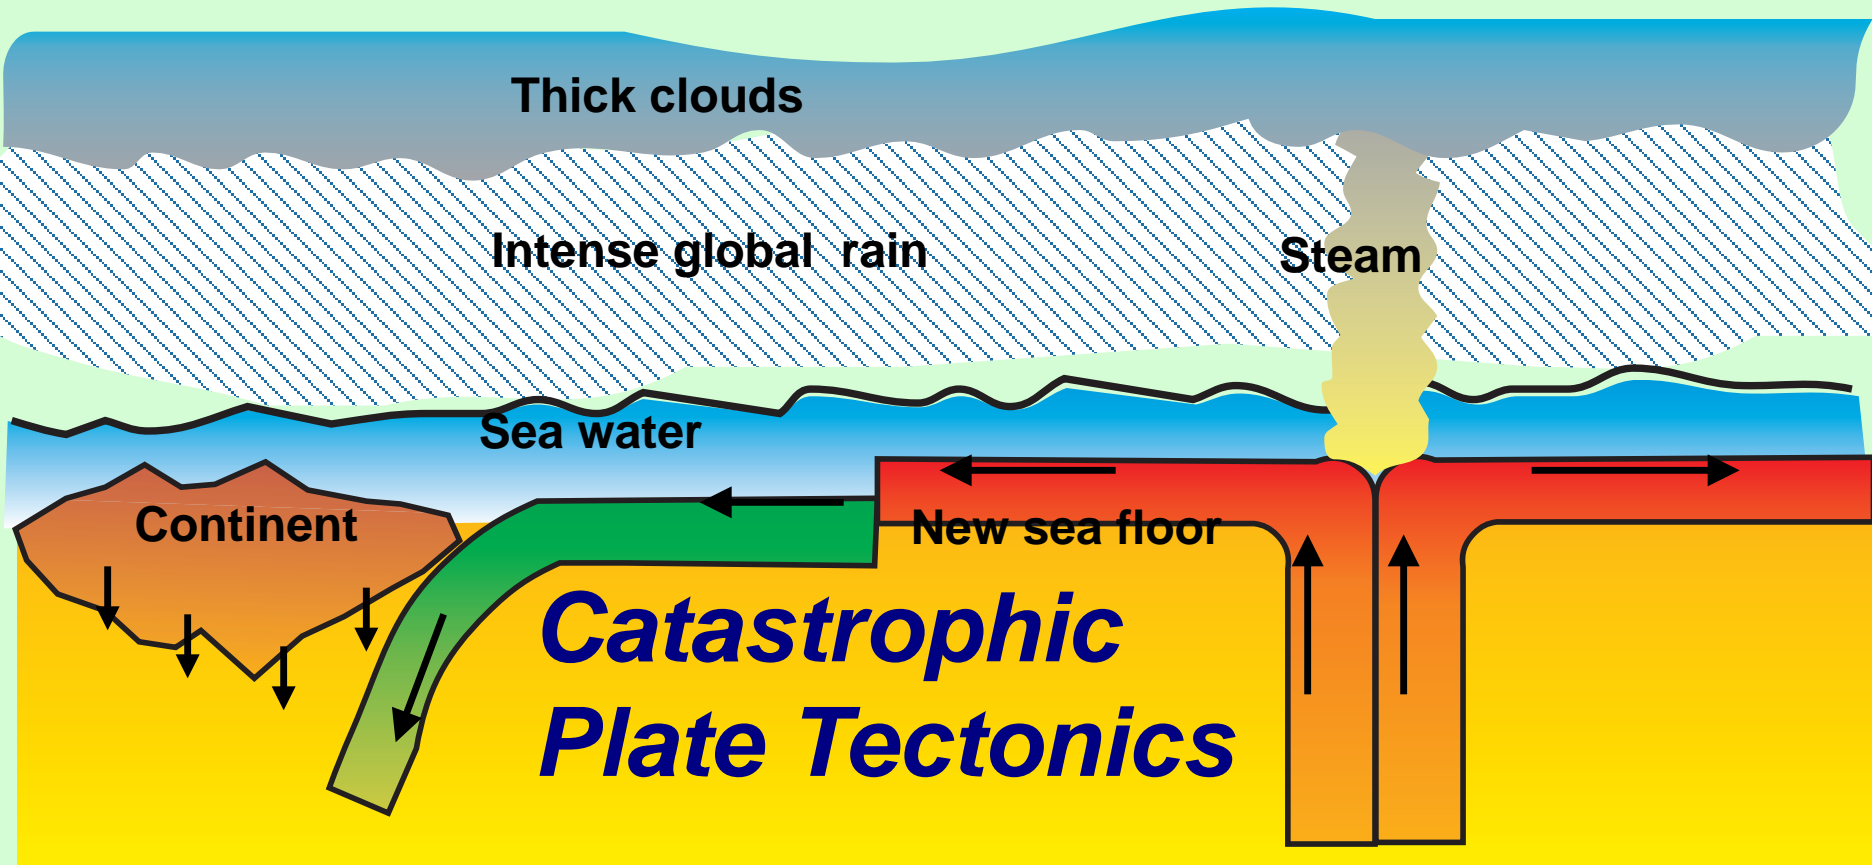 Thick clouds
Intense global rain
Steam
Sea water
Continent
New sea floor
Catastrophic
Plate Tectonics